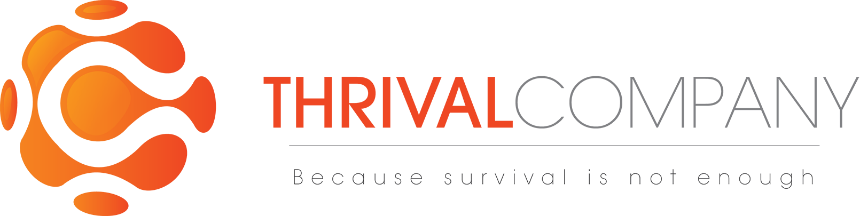 THRIVALCOMPANY
Because survival is not enough